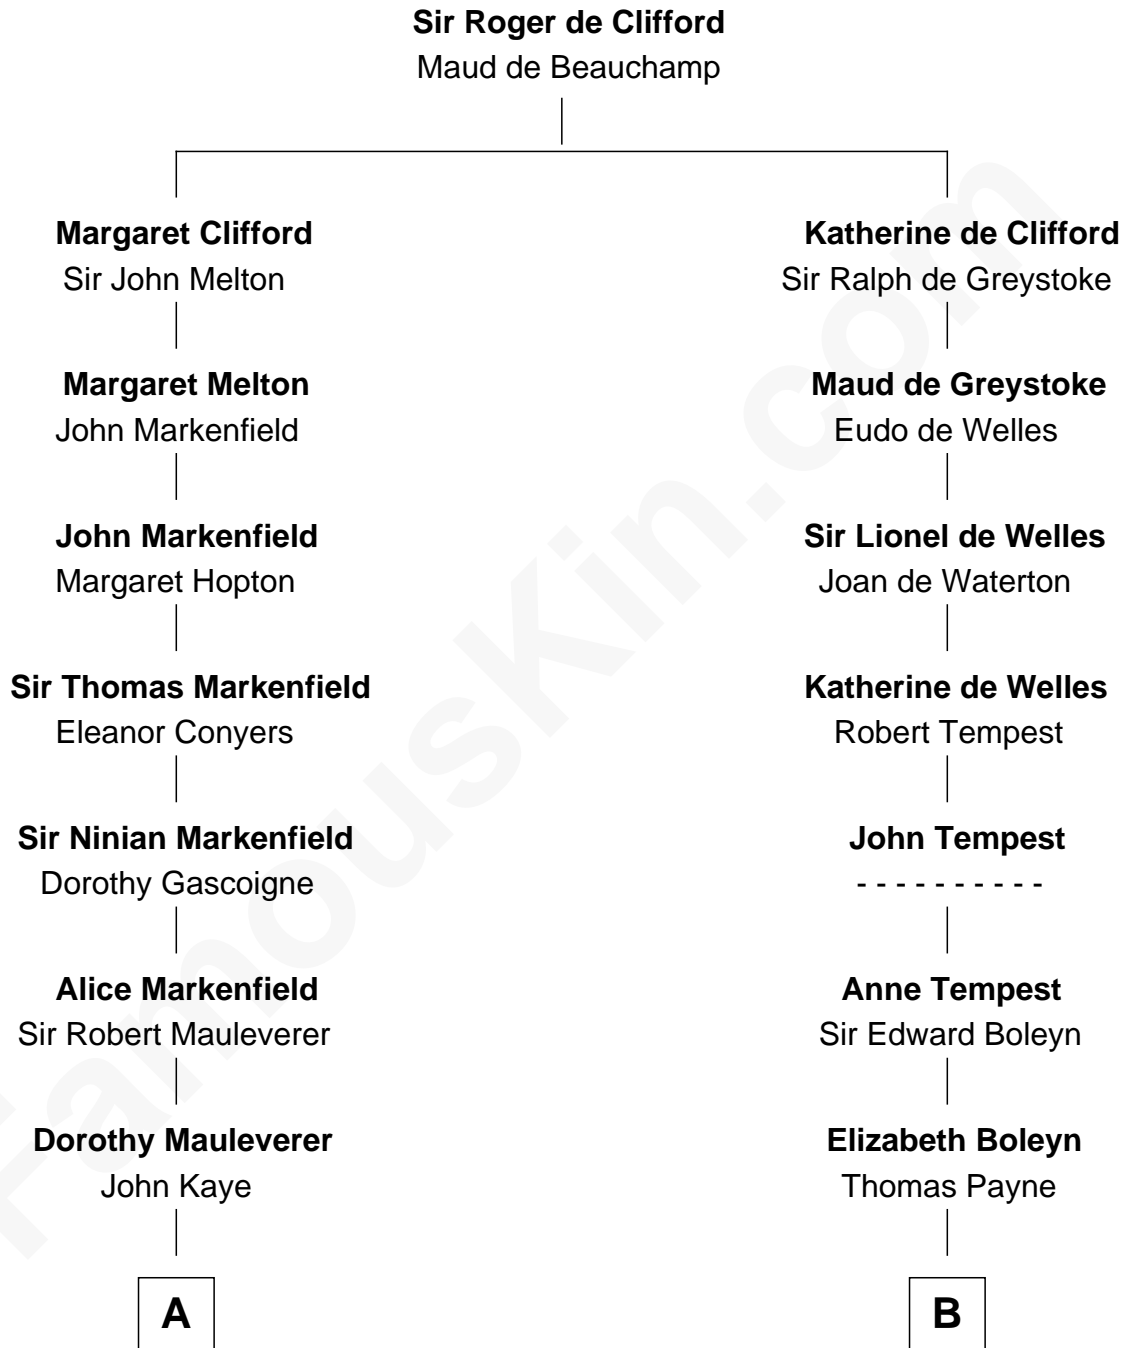 Sir Roger de Clifford
Maud de Beauchamp
Margaret Clifford
Sir John Melton
Katherine de Clifford
Sir Ralph de Greystoke
Margaret Melton
John Markenfield
Maud de Greystoke
Eudo de Welles
John Markenfield
Margaret Hopton
Sir Lionel de Welles
Joan de Waterton
Sir Thomas Markenfield
Eleanor Conyers
Katherine de Welles
Robert Tempest
Sir Ninian Markenfield
Dorothy Gascoigne
John Tempest
- - - - - - - - - -
Alice Markenfield
Sir Robert Mauleverer
Anne Tempest
Sir Edward Boleyn
Dorothy Mauleverer
John Kaye
Elizabeth Boleyn
Thomas Payne
A
B
FamousKin.com